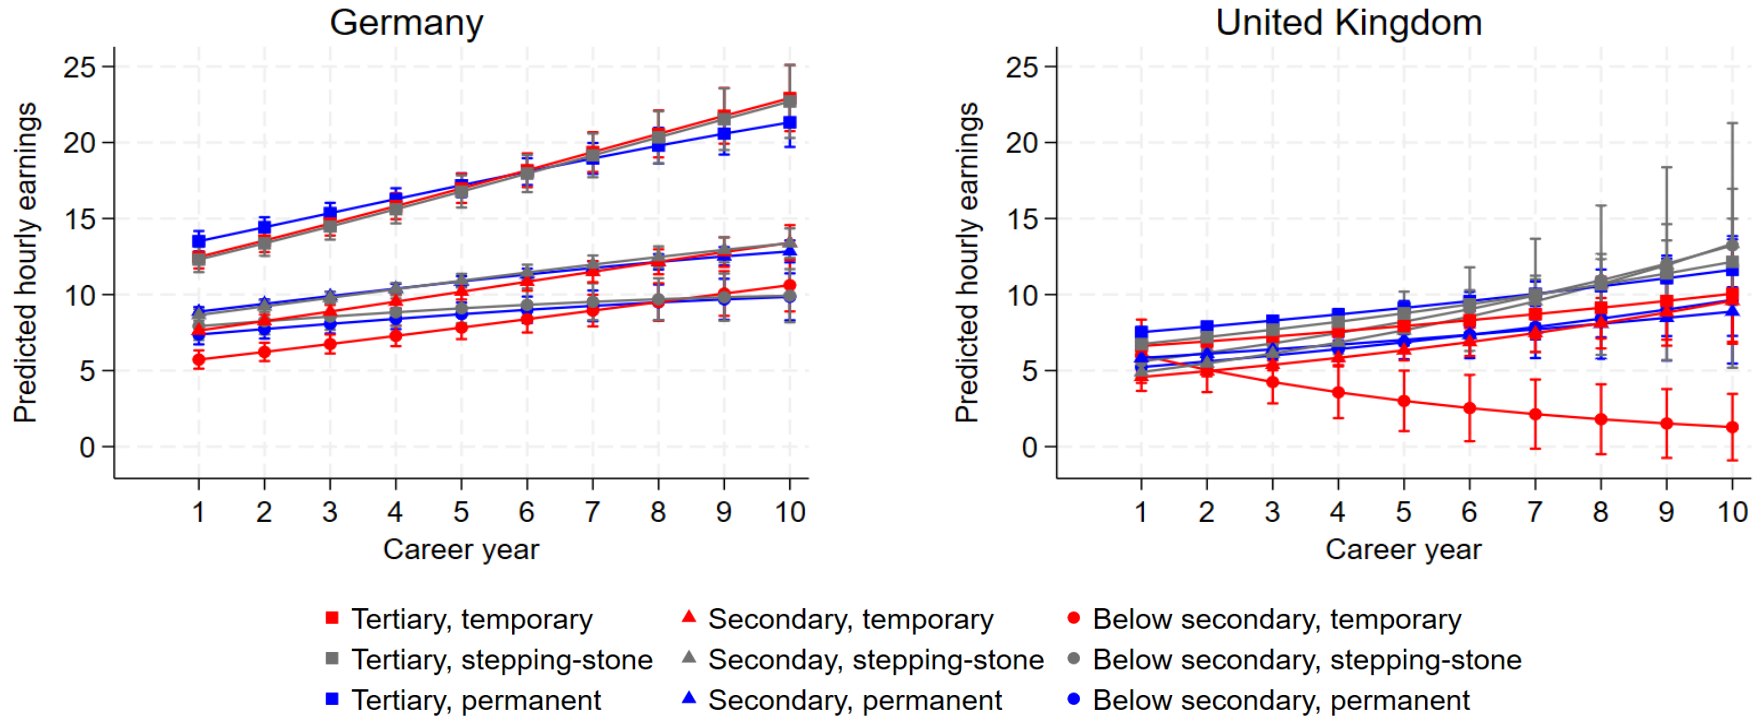 Germany
United Kingdom
Predicted hourly earnings
25
20
15
10
5
0
1 2 3 4 5 6 7 8 9 10
Career year
Predicted hourly earnings
25
20
15
10
5
0
1 2 3 4 5 6 7 8 9 10
Career year
Tertiary, temporary
Secondary, temporary
Below secondary, temporary
Tertiary, stepping-stone
Seconday, stepping-stone
Below secondary, stepping-stone
Tertiary, permanent
Secondary, permanent
Below secondary, permanent